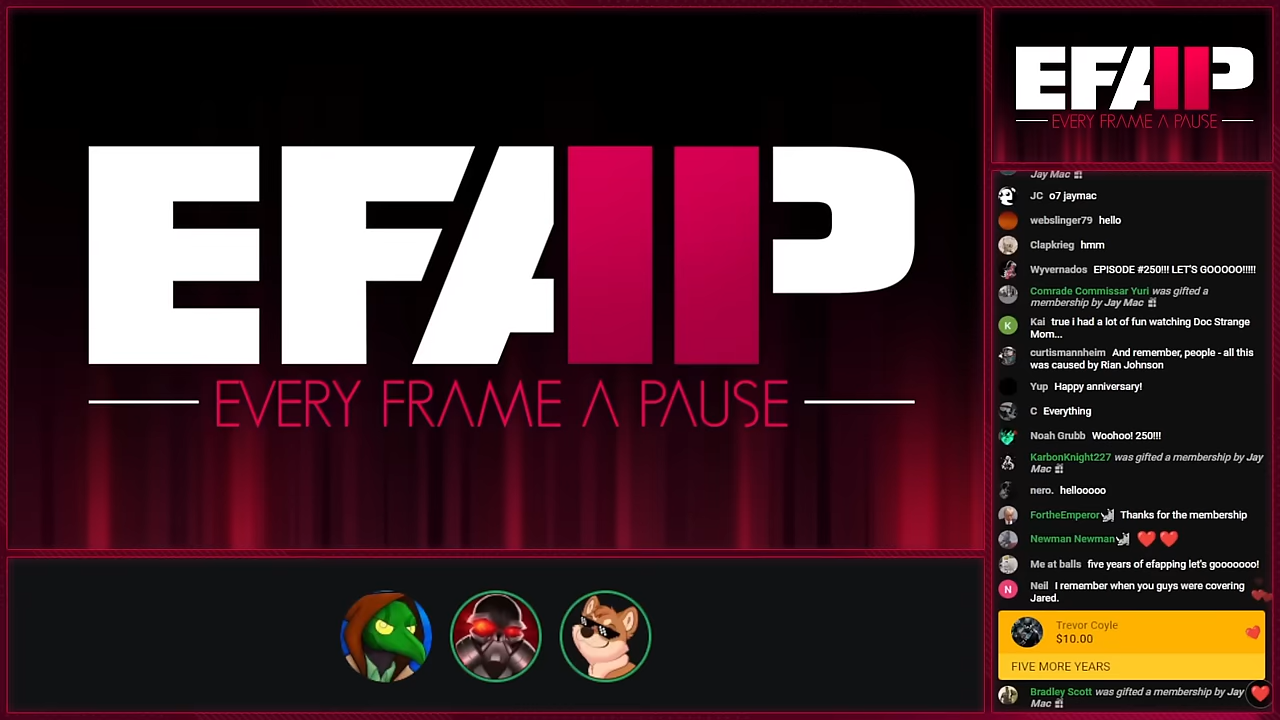 EFAP
EVERY FRAME A PAUSE
EFAP
EVERY FRAME A PAUSE
Jay Mac
JC o7 jaymac
webslinger79 hello
Clapkrieg hmm
Wyvernados EPISODE #250!!! LET'S GOOOOO!!!!!
Comrade Commissar Yuri was gifted a
membership by Jay Mac
K
Kai true i had a lot of fun watching Doc Strange
Mom...
curtismannheim And remember, people - all this
was caused by Rian Johnson
Yup Happy anniversary!
C Everything
Noah Grubb Woohoo! 250!!!
KarbonKnight227 was gifted a membership by Jay
Mac
nero. hellooooo
FortheEmperor Thanks for the membership
Newman Newman ❤️ ❤️
Me at balls five years of efapping let's gooooooo!
N
Neil I remember when you guys were covering
Jared.
Trevor Coyle
$10.00
FIVE MORE YEARS
Bradley Scott was gifted a membership by Jay
Mac